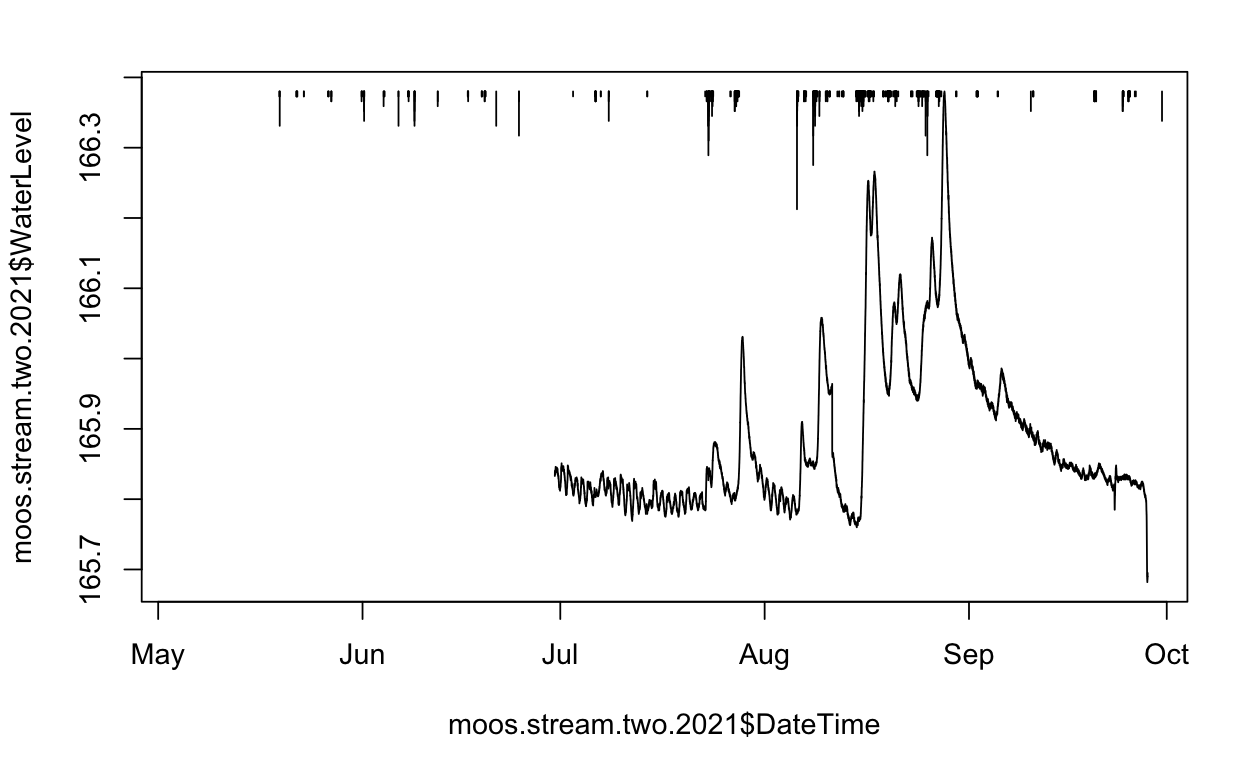 moos.stream.two.2021$WaterLevel
166.3
166.1
165.9
165.7
May Jun Jul Aug Sep Oct
moos.stream.two.2021$DateTime